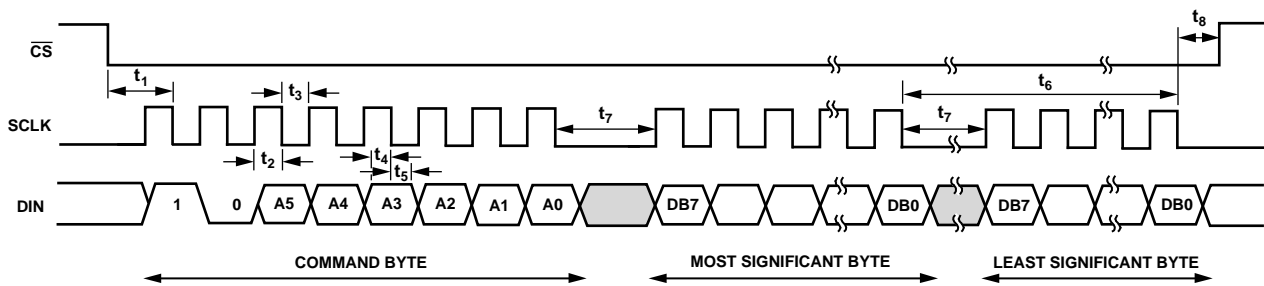 t8
CS
t1
t3
t6
SCLK
t7
t7
t2
t4
t5
DIN
1
0
A5
A4
A3
A2
A1
A0
DB7
DB0
DB7
DB0
COMMAND BYTE
MOST SIGNIFICANT BYTE
LEAST SIGNIFICANT BYTE